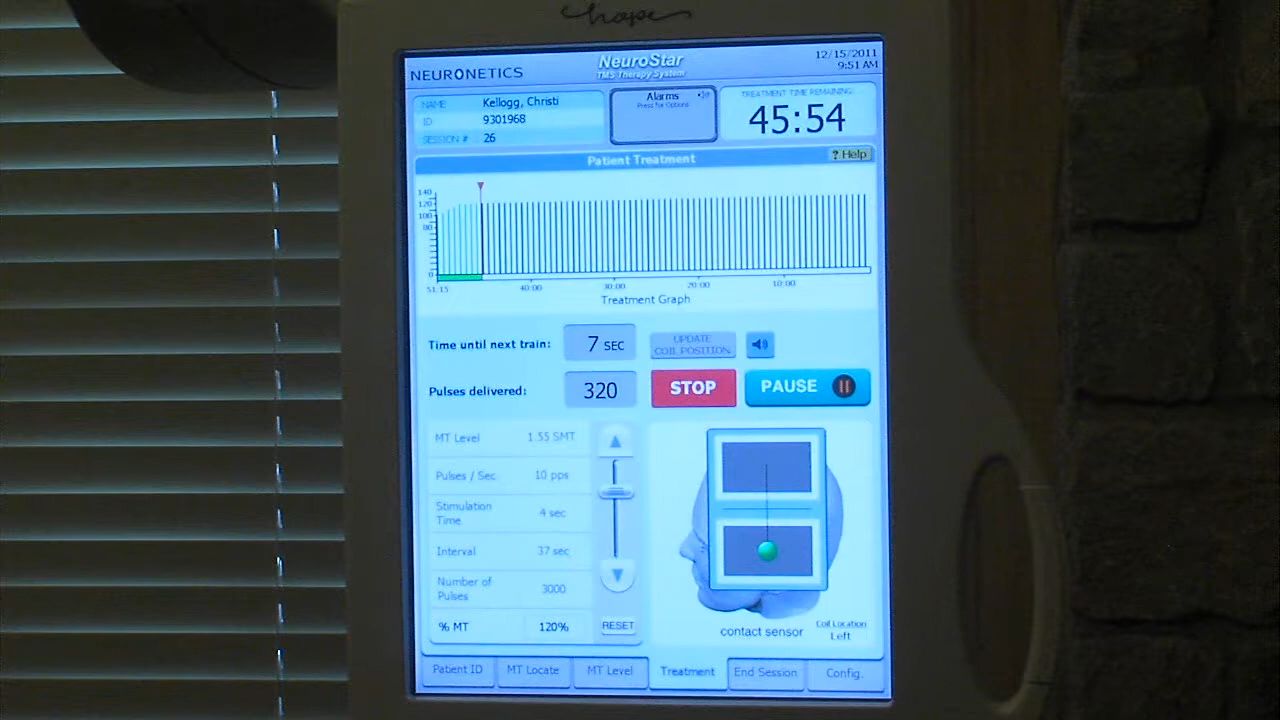 hope
NEURONETICS
NeuroStar
TMS Therapy System
12/15/2011
9:51 AM
NAME Kellogg, Christi
ID 9301968
SESSION # 26
Alarms
Press for Options
TREATMENT TIME REMAINING:
45:54
Patient Treatment
? Help
140
120
100
80
0
51:15 40:00 30:00 20:00 10:00
Treatment Graph
Time until next train: 7 SEC
UPDATE
COIL POSITION
Pulses delivered: 320
STOP
PAUSE
MT Level 1.55 SMT
Pulses / Sec. 10 pps
Stimulation
Time 4 sec
Interval 37 sec
Number of
Pulses 3000
% MT 120%
RESET
contact sensor
Coil Location
Left
Patient ID MT Locate MT Level Treatment End Session Config.